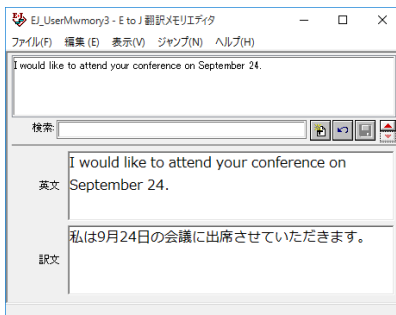 EJ_UserMwmory3 - E to J 翻訳メモリエディタ
ファイル(F) 編集(E) 表示(V) ジャンプ(N) ヘルプ(H)
I would like to attend your conference on September 24.
検索:
I would like to attend your conference on
英文 September 24.
私は9月24日の会議に出席させていただきます。
訳文